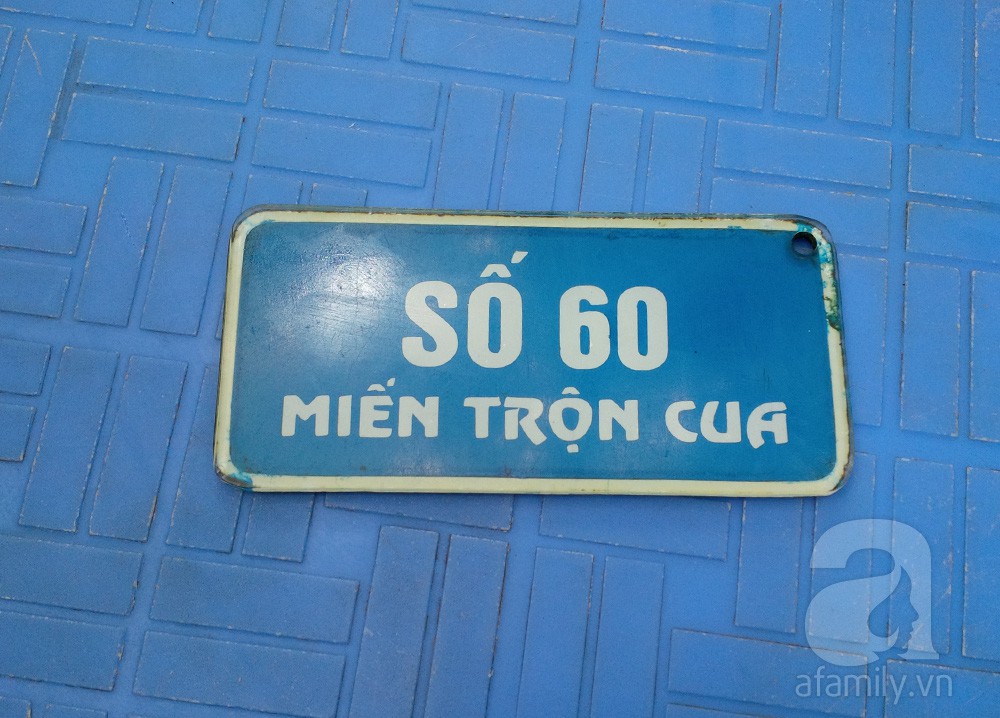 SỐ 60
MIẾN TRỘN CUA
a
afamily.vn